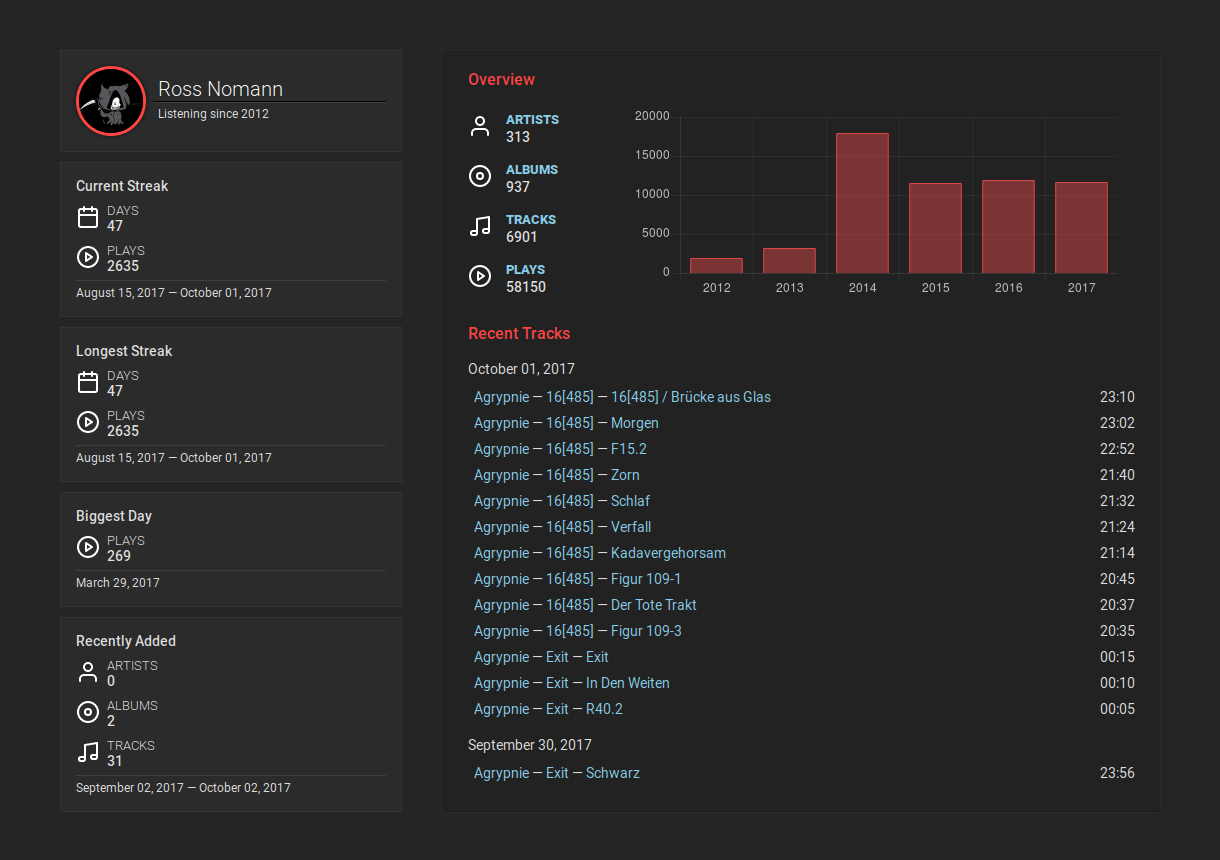 Ross Nomann
Listening since 2012
Current Streak
DAYS
47
PLAYS
2635
August 15, 2017 — October 01, 2017
Longest Streak
DAYS
47
PLAYS
2635
August 15, 2017 — October 01, 2017
Biggest Day
PLAYS
269
March 29, 2017
Recently Added
ARTISTS
0
ALBUMS
2
TRACKS
31
September 02, 2017 — October 02, 2017
Overview
ARTISTS
313
ALBUMS
937
TRACKS
6901
PLAYS
58150
20000
15000
10000
5000
0
2012 2013 2014 2015 2016 2017
Recent Tracks
October 01, 2017
Agrypnie — 16[485] — 16[485] / Brücke aus Glas 23:10
Agrypnie — 16[485] — Morgen 23:02
Agrypnie — 16[485] — F15.2 22:52
Agrypnie — 16[485] — Zorn 21:40
Agrypnie — 16[485] — Schlaf 21:32
Agrypnie — 16[485] — Verfall 21:24
Agrypnie — 16[485] — Kadavergehorsam 21:14
Agrypnie — 16[485] — Figur 109-1 20:45
Agrypnie — 16[485] — Der Tote Trakt 20:37
Agrypnie — 16[485] — Figur 109-3 20:35
Agrypnie — Exit — Exit 00:15
Agrypnie — Exit — In Den Weiten 00:10
Agrypnie — Exit — R40.2 00:05
September 30, 2017
Agrypnie — Exit — Schwarz 23:56